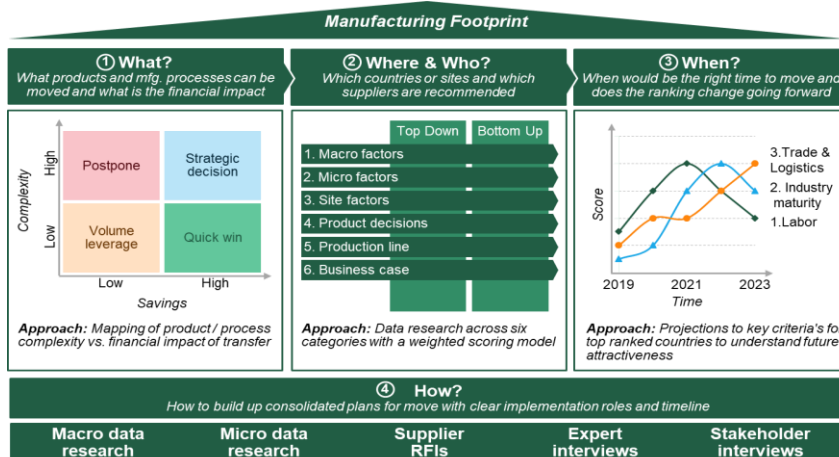 Manufacturing Footprint
① What?
What products and mfg. processes can be
moved and what is the financial impact
② Where & Who?
Which countries or sites and which
suppliers are recommended
③ When?
When would be the right time to move and
does the ranking change going forward
Complexity
High
Low
Postpone
Strategic
decision
Volume
leverage
Quick win
Low
High
Savings
Approach: Mapping of product / process
complexity vs. financial impact of transfer
Top Down
Bottom Up
1. Macro factors
2. Micro factors
3. Site factors
4. Product decisions
5. Production line
6. Business case
Approach: Data research across six
categories with a weighted scoring model
Score
3.Trade &
Logistics
2. Industry
maturity
1.Labor
2019
2021
2023
Time
Approach: Projections to key criteria's fo
top ranked countries to understand future
attractiveness
④ How?
How to build up consolidated plans for move with clear implementation roles and timeline
Macro data
research
Micro data
research
Supplier
RFIs
Expert
interviews
Stakeholder
interviews